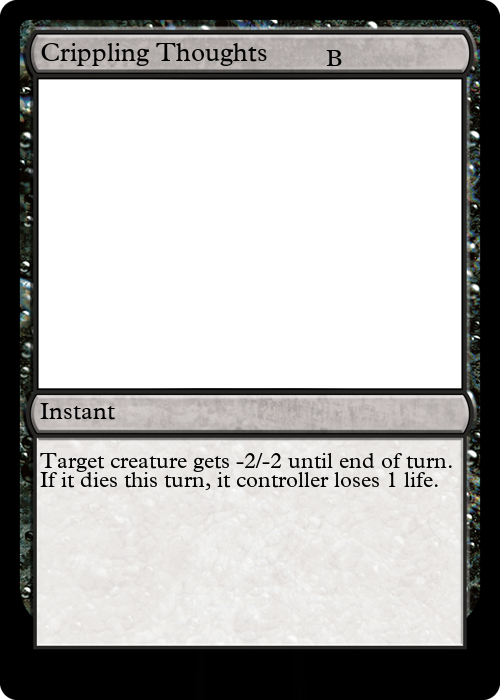 Crippling Thoughts B
Instant
Target creature gets -2/-2 until end of turn.
If it dies this turn, it controller loses 1 life.